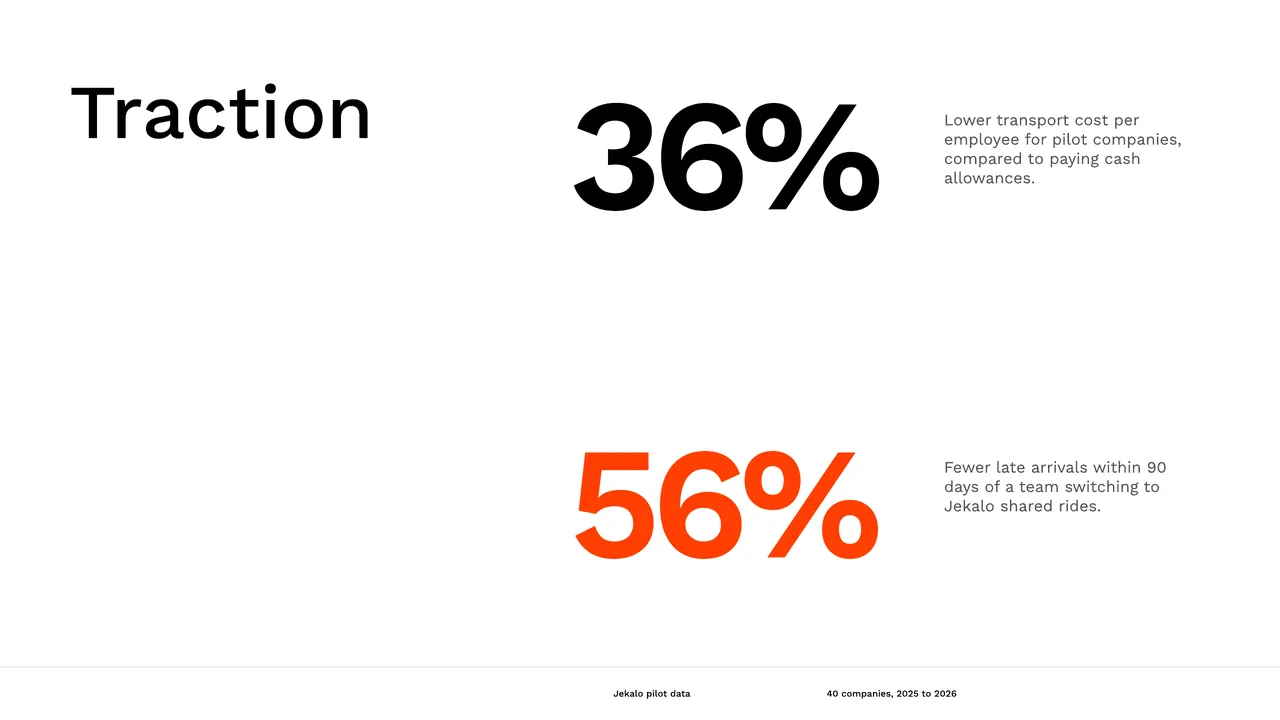 Traction
36%
Lower transport cost per
employee for pilot companies,
compared to paying cash
allowances.
56%
Fewer late arrivals within 90
days of a team switching to
Jekalo shared rides.
Jekalo pilot data
40 companies, 2025 to 2026